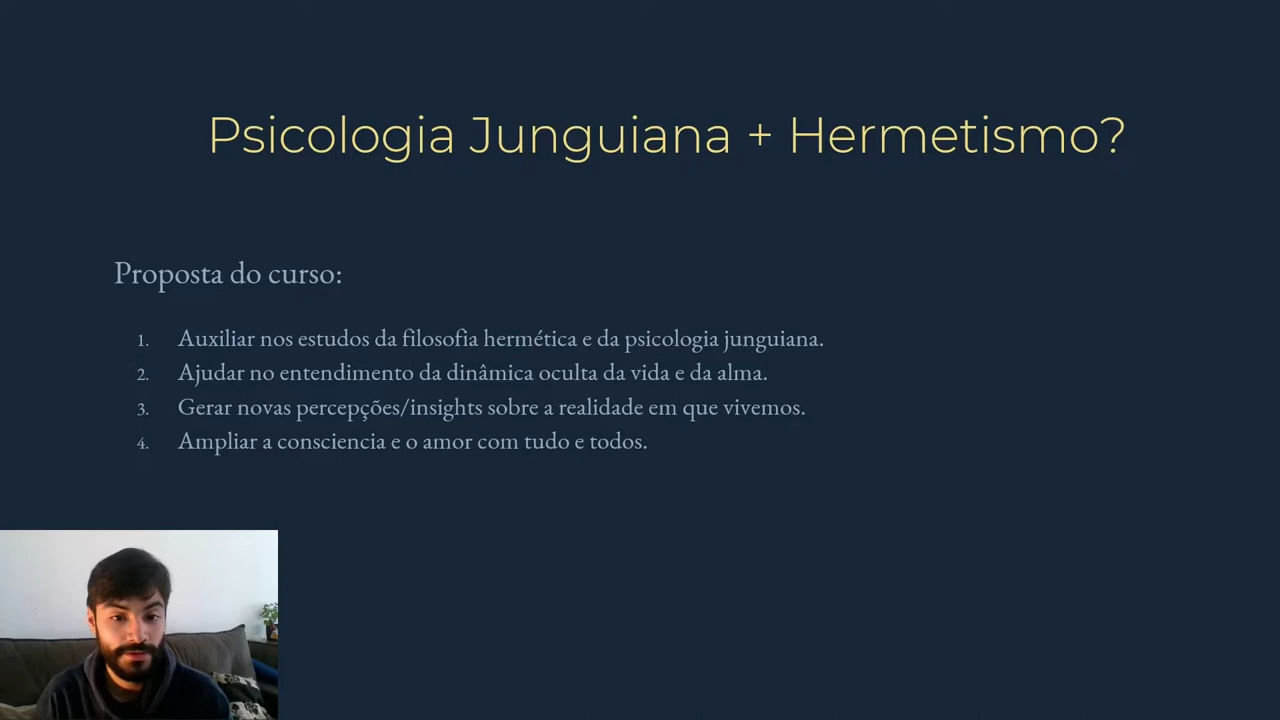 Psicologia Junguiana + Hermetismo?
Proposta do curso:
1. Auxiliar nos estudos da filosofia hermética e da psicologia junguiana.
2. Ajudar no entendimento da dinâmica oculta da vida e da alma.
3. Gerar novas percepções/insights sobre a realidade em que vivemos.
4. Ampliar a consciencia e o amor com tudo e todos.